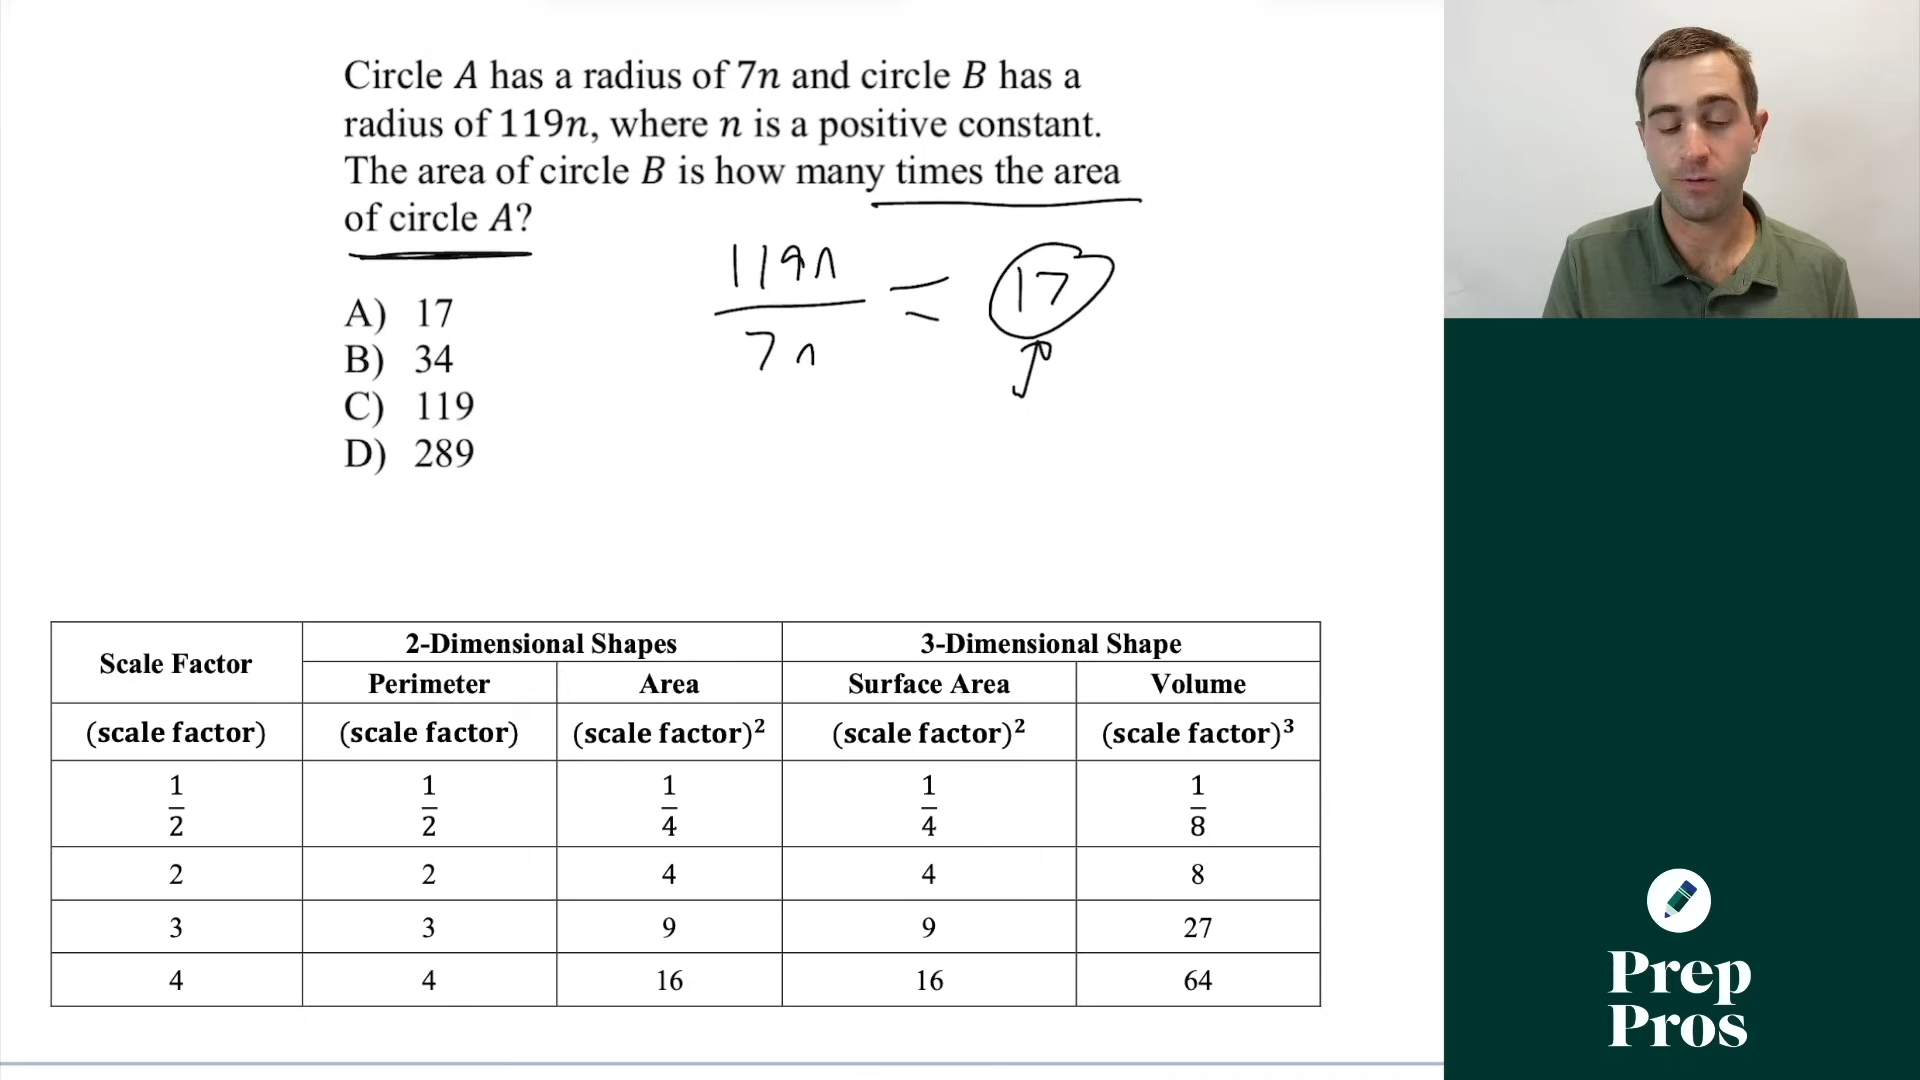 Circle A has a radius of 7n and circle B has a
radius of 119n, where n is a positive constant.
The area of circle B is how many times the area
of circle A?
A) 17
B) 34
C) 119
D) 289
119n
7n
= 17
Scale Factor
2-Dimensional Shapes
3-Dimensional Shape
Perimeter
Area
Surface Area
Volume
(scale factor) (scale factor) (scale factor)² (scale factor)² (scale factor)³
1/2 1/2 1/4 1/4 1/8
2 2 4 4 8
3 3 9 9 27
4 4 16 16 64
Prep
Pros